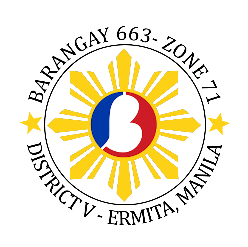 BARANGAY 663- ZONE 71
DISTRICT V - ERMITA, MANILA
B